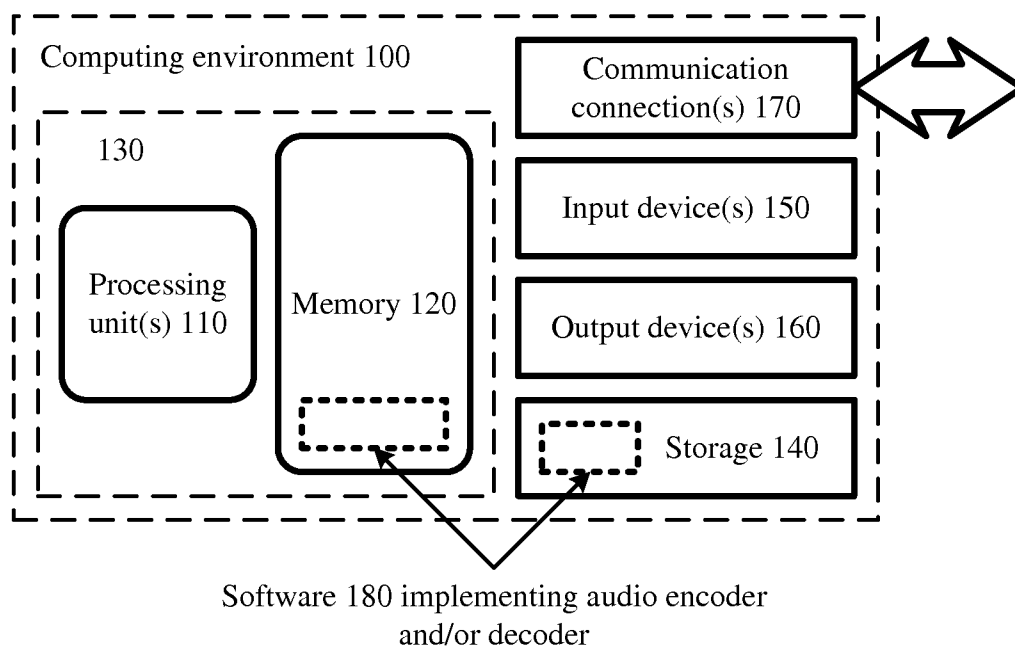 Computing environment 100
Communication
connection(s) 170
130
Input device(s) 150
Processing
unit(s) 110
Memory 120
Output device(s) 160
Storage 140
Software 180 implementing audio encoder
and/or decoder